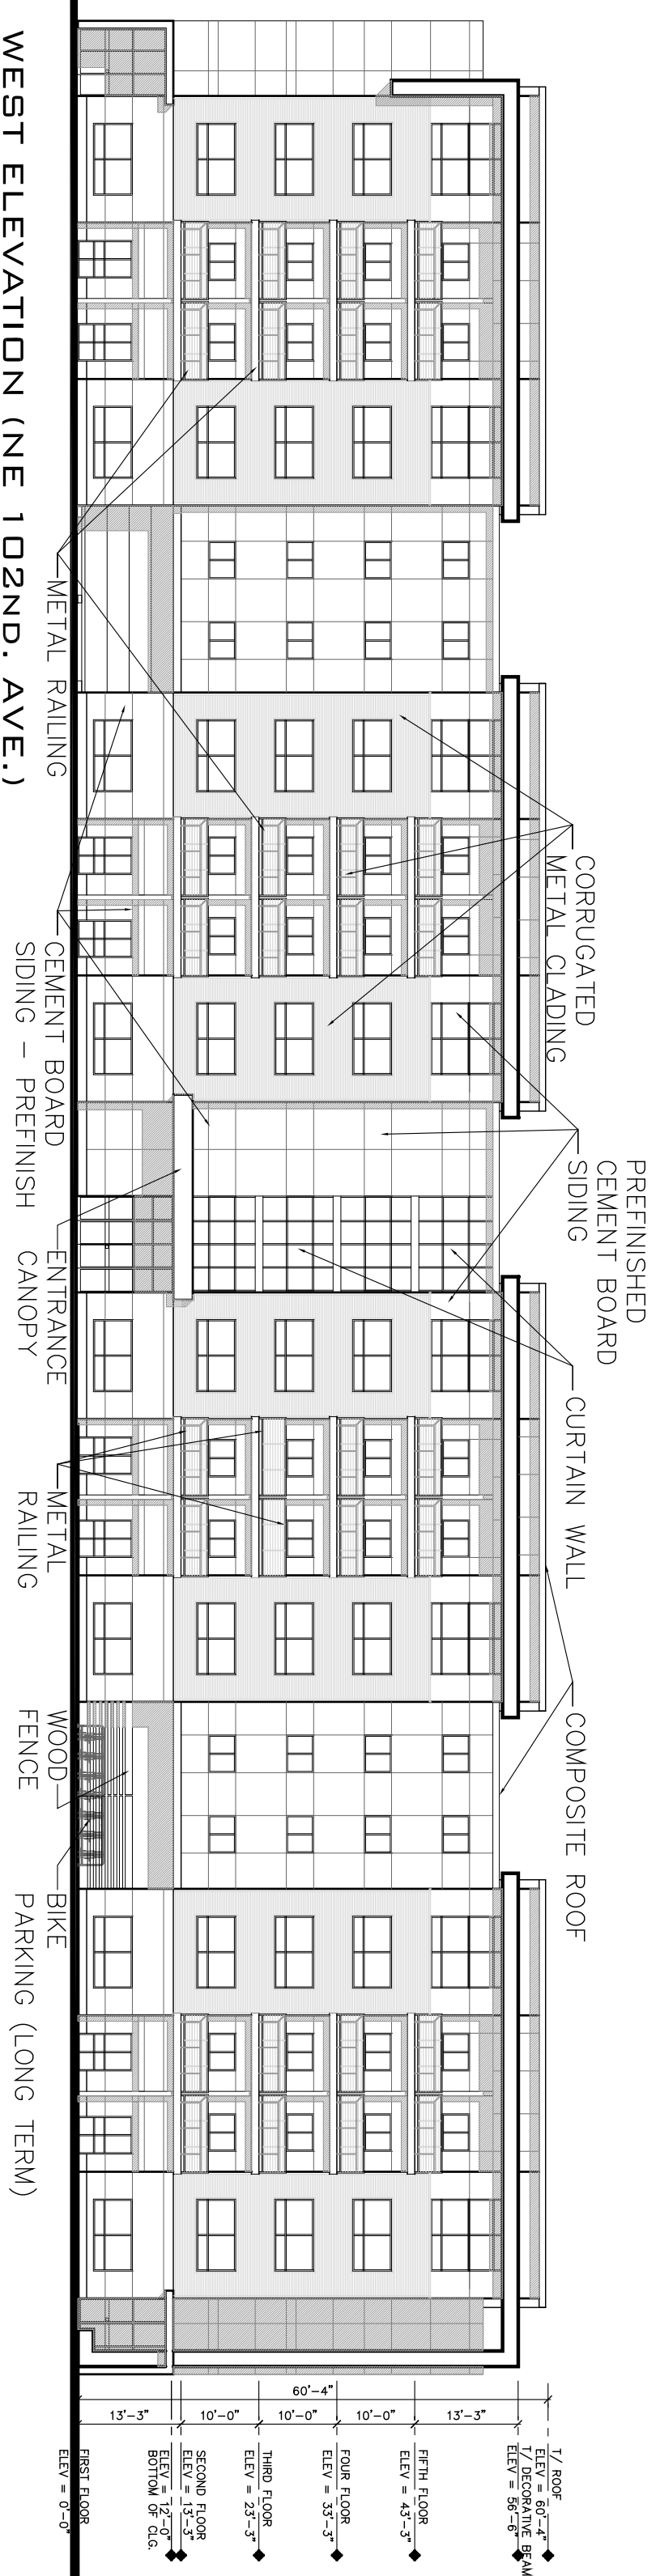 PREFINISHED
CEMENT BOARD
SIDING
CORRUGATED
METAL CLADING
CURTAIN WALL
COMPOSITE ROOF
T/ ROOF
ELEV = 60'-4"
T/ DECORATIVE BEAM
ELEV = 56'-6"
FIFTH FLOOR
ELEV = 43'-3"
FOUR FLOOR
ELEV = 33'-3"
THIRD FLOOR
ELEV = 23'-3"
SECOND FLOOR
ELEV = 13'-3"
ELEV = 12'-0"
BOTTOM OF CLG.
FIRST FLOOR
ELEV = 0'-0"
60'-4"
13'-3"
10'-0"
10'-0"
10'-0"
13'-3"
METAL RAILING
CEMENT BOARD
SIDING – PREFINISH
ENTRANCE
CANOPY
METAL
RAILING
WOOD
FENCE
BIKE
PARKING (LONG TERM)
WEST ELEVATION (NE 102ND. AVE.)